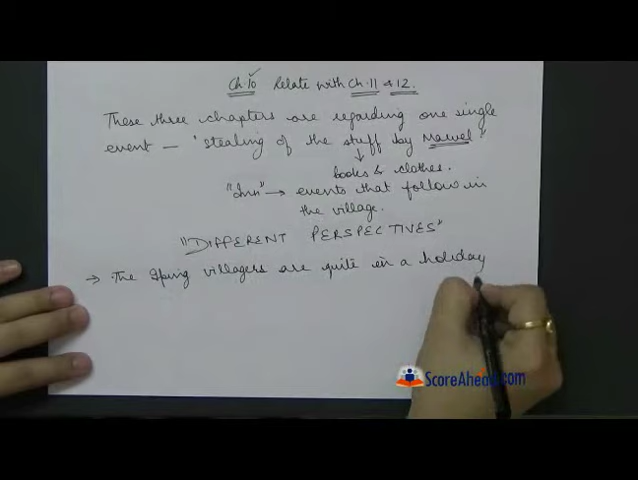 Ch.10 Relate with Ch.11 & 12.
These three chapters are regarding one single
event — 'stealing of the stuff by Marvel'
books & clothes.
"Inn" → events that follow in
the village.
"DIFFERENT PERSPECTIVES"
→ The Iping villagers are quite in a holiday
ScoreAhead.com